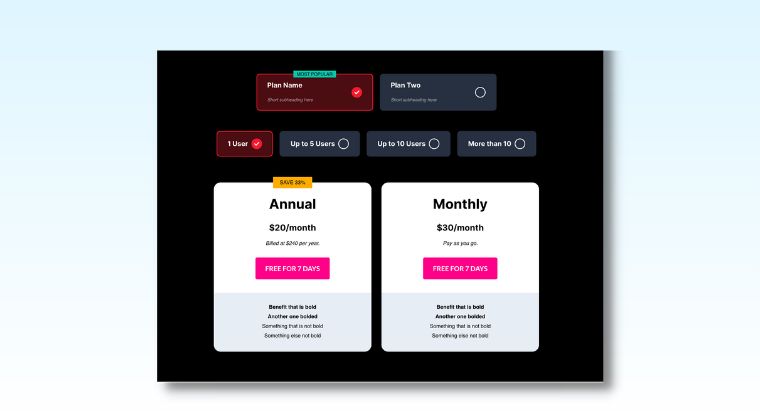 MOST POPULAR
Plan Name
Short subheading here
Plan Two
Short subheading here
1 User
Up to 5 Users
Up to 10 Users
More than 10
SAVE 33%
Annual
$20/month
Billed at $240 per year.
FREE FOR 7 DAYS
Benefit that is bold
Another one bolded
Something that is not bold
Something else not bold
Monthly
$30/month
Pay as you go.
FREE FOR 7 DAYS
Benefit that is bold
Another one bolded
Something that is not bold
Something else not bold